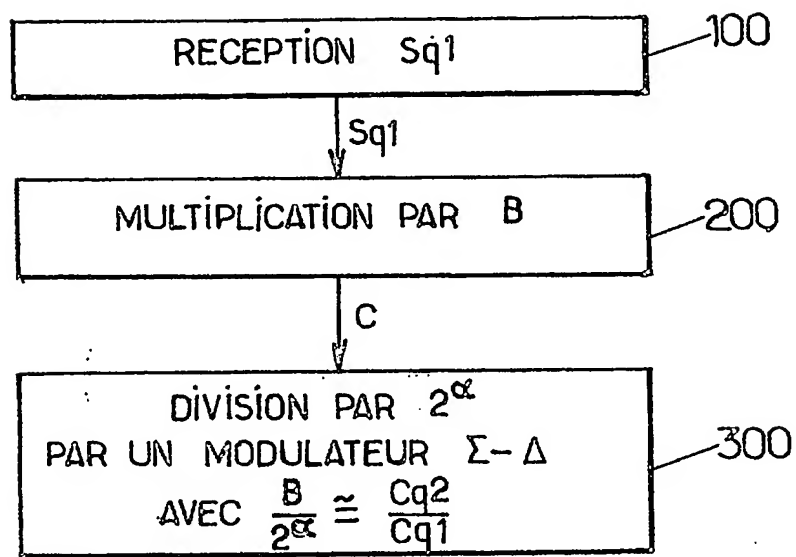 RECEPTION Sq1
100
Sq1
MULTIPLICATION PAR B
200
C
DIVISION PAR 2^α
PAR UN MODULATEUR Σ-Δ
300
AVEC B/2^α ≅ Cq2/Cq1